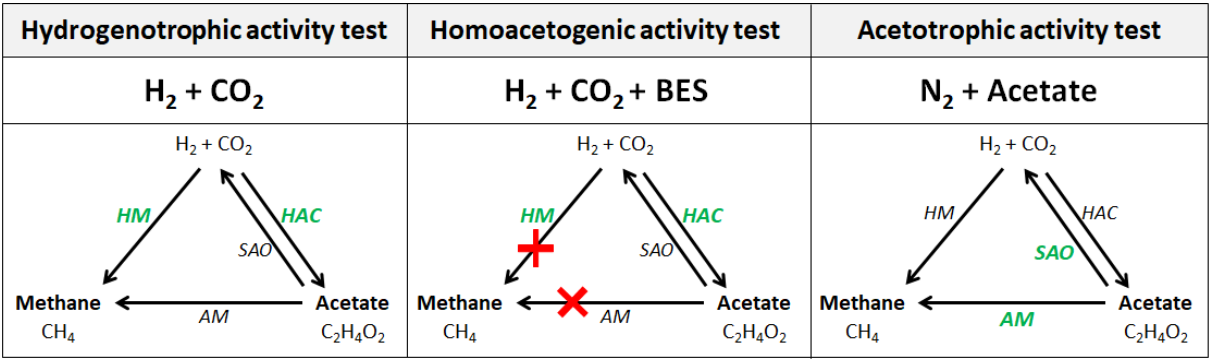 Hydrogenotrophic activity test
Homoacetogenic activity test
Acetotrophic activity test
H₂ + CO₂
H₂ + CO₂ + BES
N₂ + Acetate
H₂ + CO₂
HM
HAC
SAO
Methane
CH₄
AM
Acetate
C₂H₄O₂
H₂ + CO₂
HM
HAC
SAO
Methane
CH₄
AM
Acetate
C₂H₄O₂
H₂ + CO₂
HM
HAC
SAO
Methane
CH₄
AM
Acetate
C₂H₄O₂